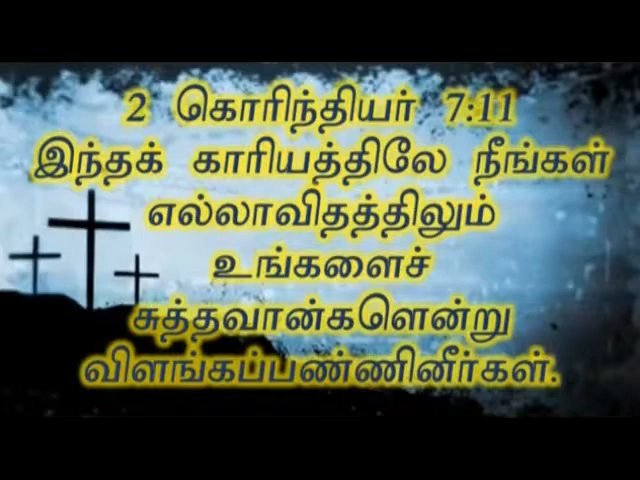 2 கொரிந்தியர் 7:11
இந்தக் காரியத்திலே நீங்கள்
எல்லாவிதத்திலும்
உங்களைச்
சுத்தவான்களென்று
விளங்கப்பண்ணினீர்கள்.